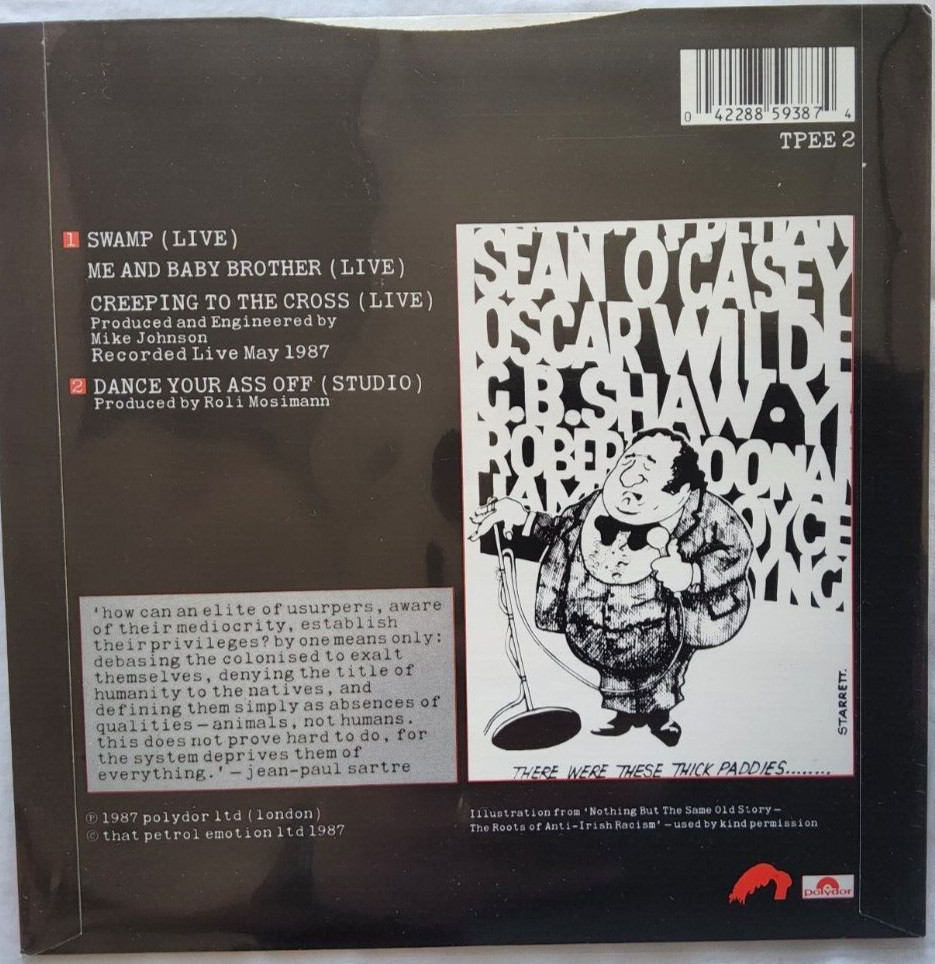 0 42288 59387 4
TPEE 2
1 SWAMP (LIVE)
ME AND BABY BROTHER (LIVE)
CREEPING TO THE CROSS (LIVE)
Produced and Engineered by
Mike Johnson
Recorded Live May 1987
2 DANCE YOUR ASS OFF (STUDIO)
Produced by Roli Mosimann
SEAN O'CASEY
OSCAR WILDE
G.B.SHAW
'how can an elite of usurpers, aware
of their mediocrity, establish
their privileges? by one means only:
debasing the colonised to exalt
themselves, denying the title of
humanity to the natives, and
defining them simply as absences of
qualities — animals, not humans.
this does not prove hard to do, for
the system deprives them of
everything.' — jean-paul sartre
STARRETT.
THERE WERE THESE THICK PADDIES........
℗ 1987 polydor ltd (london)
© that petrol emotion ltd 1987
Illustration from 'Nothing But The Same Old Story —
The Roots of Anti-Irish Racism' — used by kind permission
polydor